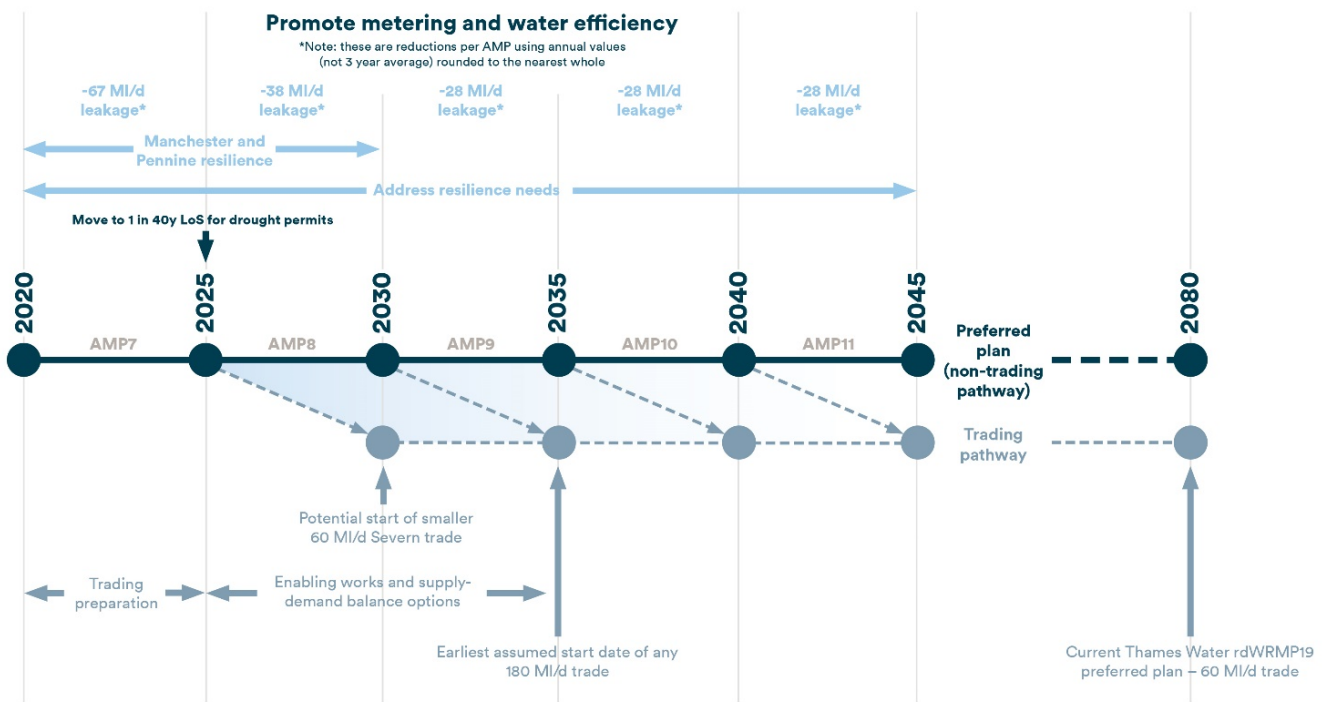 Promote metering and water efficiency
*Note: these are reductions per AMP using annual values
(not 3 year average) rounded to the nearest whole
-67 Ml/d
leakage*
-38 Ml/d
leakage*
-28 Ml/d
leakage*
-28 Ml/d
leakage*
-28 Ml/d
leakage*
Manchester and
Pennine resilience
Address resilience needs
Move to 1 in 40y LoS for drought permits
2020
2025
2030
2035
2040
2045
2080
AMP7
AMP8
AMP9
AMP10
AMP11
Preferred
plan
(non-trading
pathway)
Trading
pathway
Potential start of smaller
60 Ml/d Severn trade
Trading
preparation
Enabling works and supply-
demand balance options
Earliest assumed start date of any
180 Ml/d trade
Current Thames Water rdWRMP19
preferred plan – 60 Ml/d trade